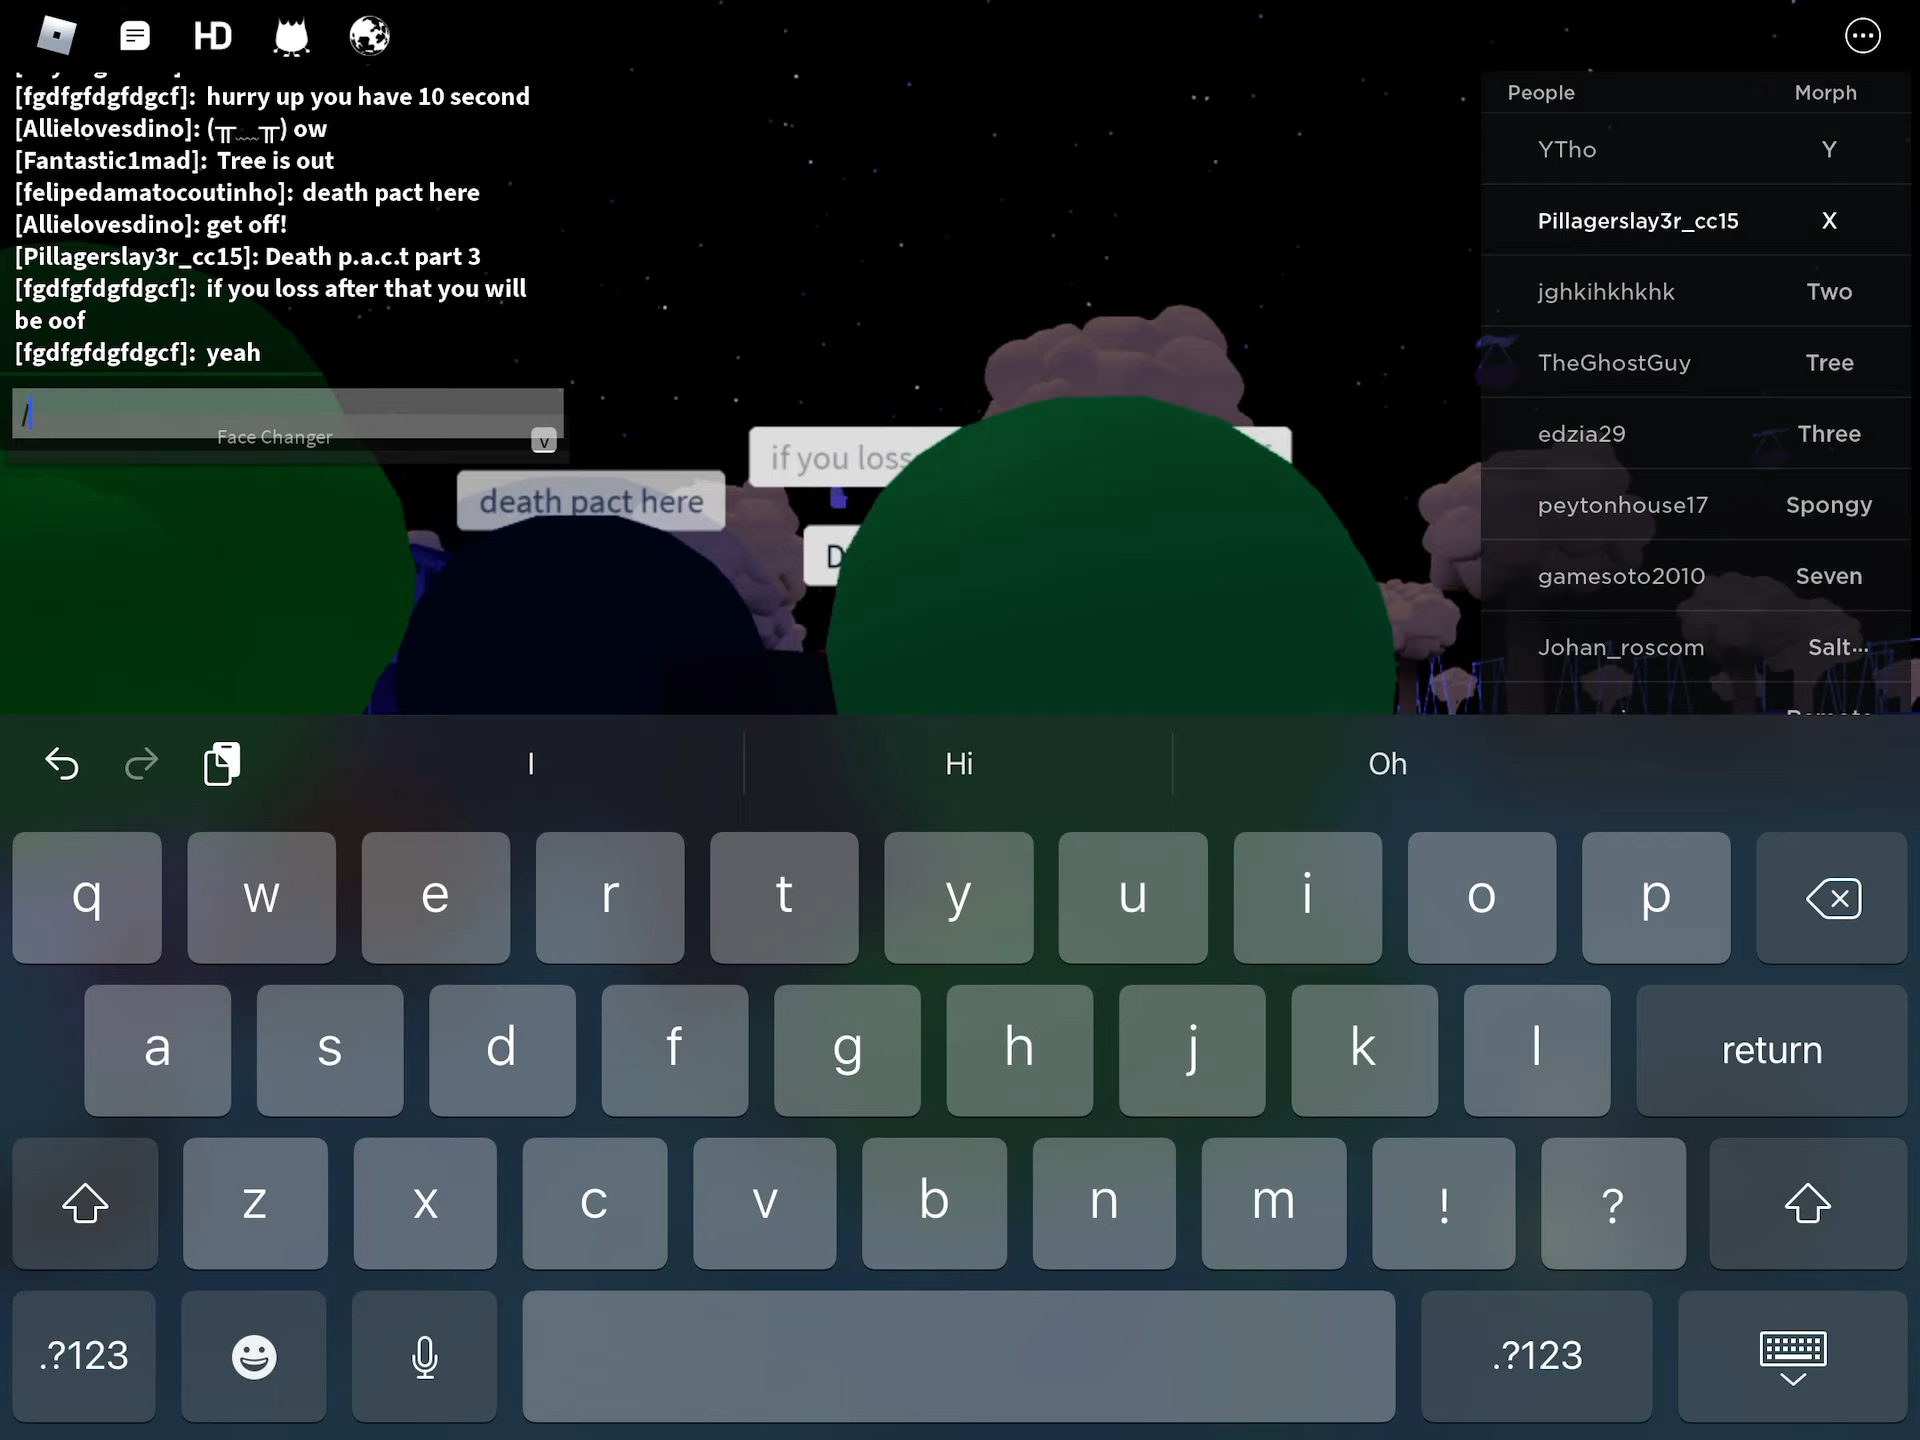 HD
[fgdfgfdgfdgcf]: hurry up you have 10 second
[Allielovesdino]: (╥﹏╥) ow
[Fantastic1mad]: Tree is out
[felipedamatocoutinho]: death pact here
[Allielovesdino]: get off!
[Pillagerslay3r_cc15]: Death p.a.c.t part 3
[fgdfgfdgfdgcf]: if you loss after that you will
be oof
[fgdfgfdgfdgcf]: yeah
/
Face Changer
v
if you loss
death pact here
D
People Morph
YTho Y
Pillagerslay3r_cc15 X
jghkihkhkhk Two
TheGhostGuy Tree
edzia29 Three
peytonhouse17 Spongy
gamesoto2010 Seven
Johan_roscom Salt...
I Hi Oh
q w e r t y u i o p
a s d f g h j k l return
z x c v b n m ! ?
.?123 .?123